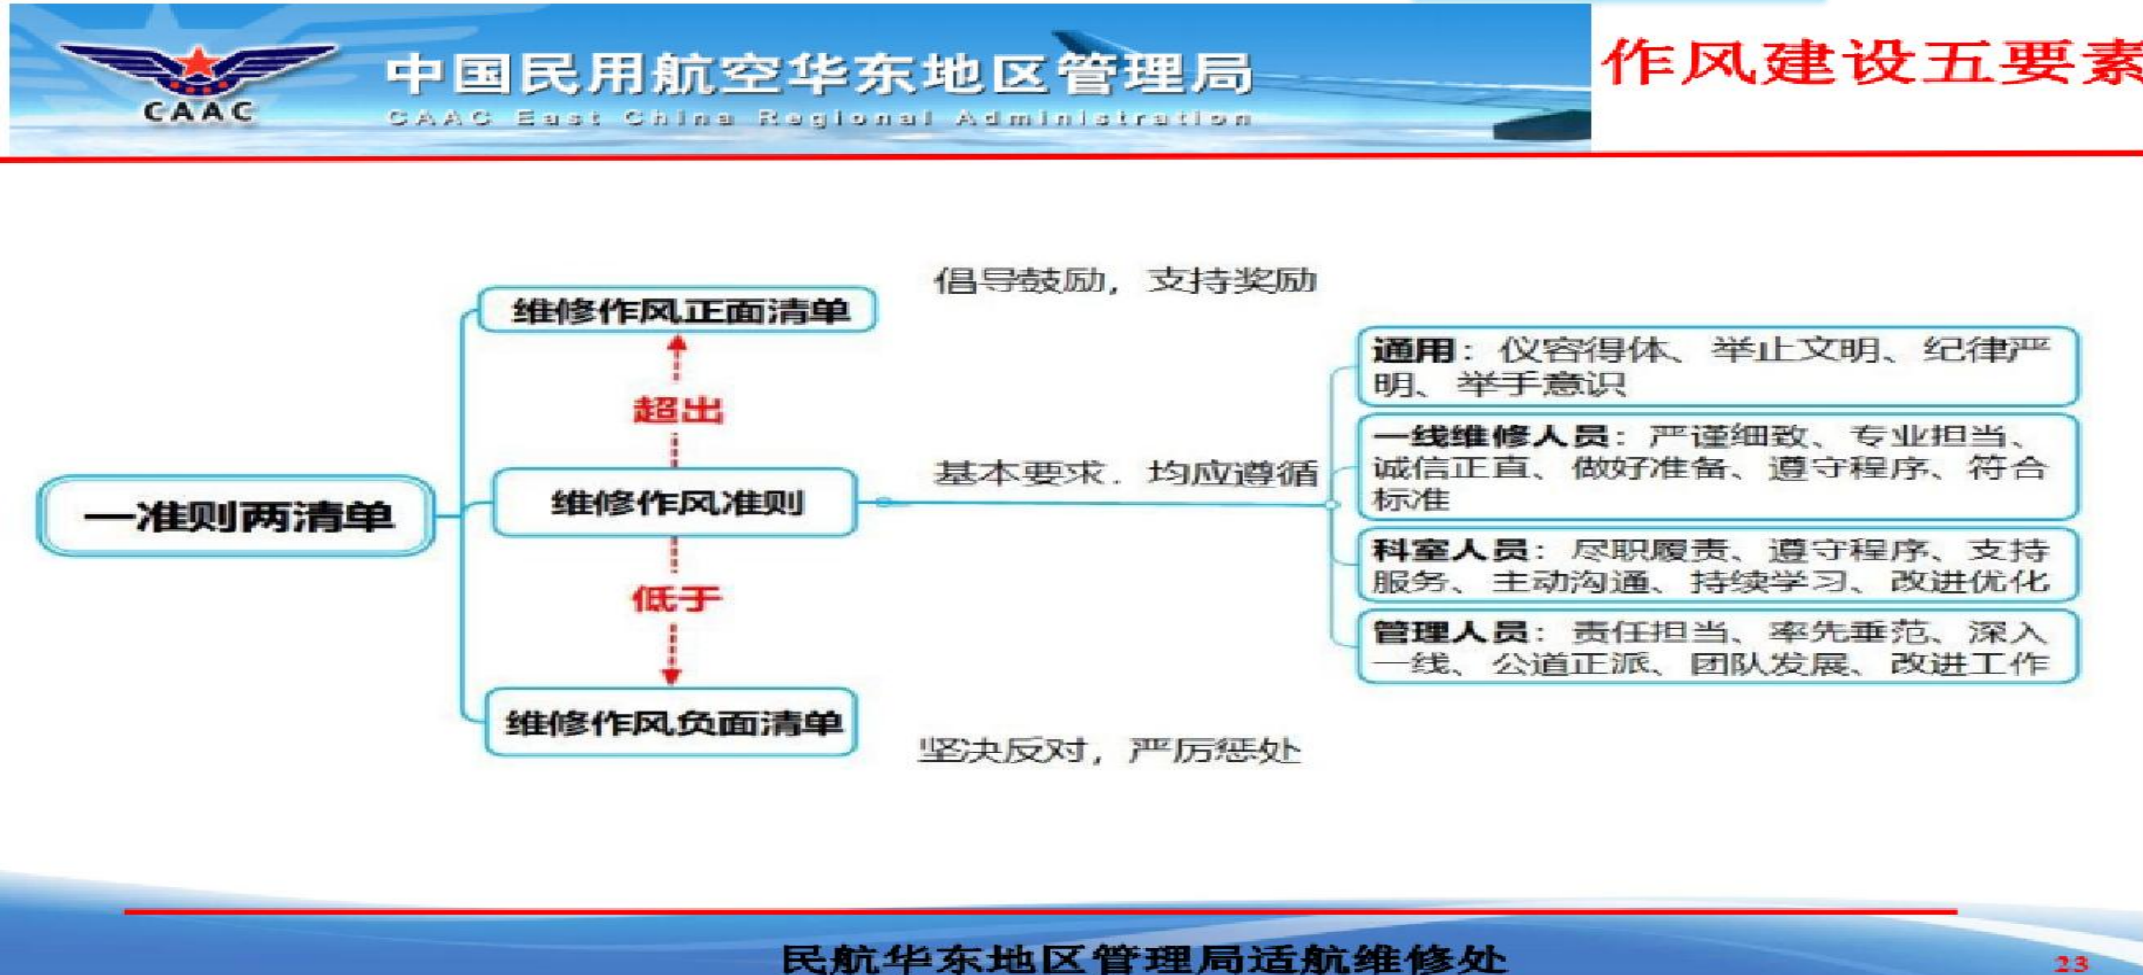 中国民用航空华东地区管理局
CAAC
CAAC East China Regional Administration
作风建设五要素
倡导鼓励，支持奖励
维修作风正面清单
超出
一准则两清单
维修作风准则
基本要求．均应遵循
低于
维修作风负面清单
坚决反对，严厉惩处
通用：仪容得体、举止文明、纪律严
明、举手意识
一线维修人员：严谨细致、专业担当、
诚信正直、做好准备、遵守程序、符合
标准
科室人员：尽职履责、遵守程序、支持
服务、主动沟通、持续学习、改进优化
管理人员：责任担当、率先垂范、深入
一线、公道正派、团队发展、改进工作
民航华东地区管理局适航维修处
23